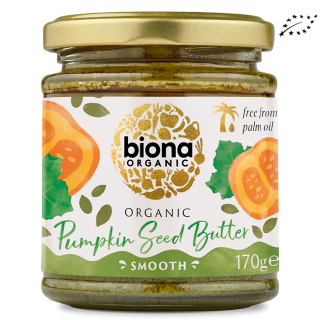 biona
ORGANIC
free from
palm oil
ORGANIC
Pumpkin Seed Butter
SMOOTH
170g e